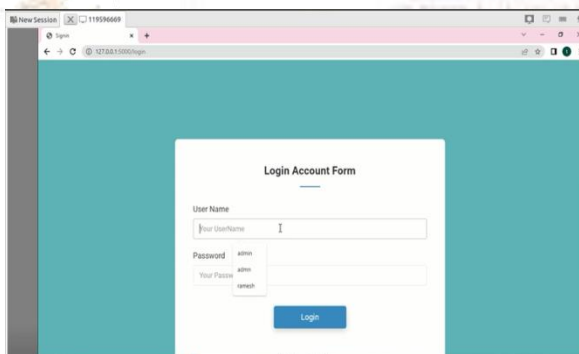 New Session 119596669
Signin
127.0.0.1:5000/login
Login Account Form
User Name
Your UserName
Password
admin
admin
Your Passw
ramesh
Login